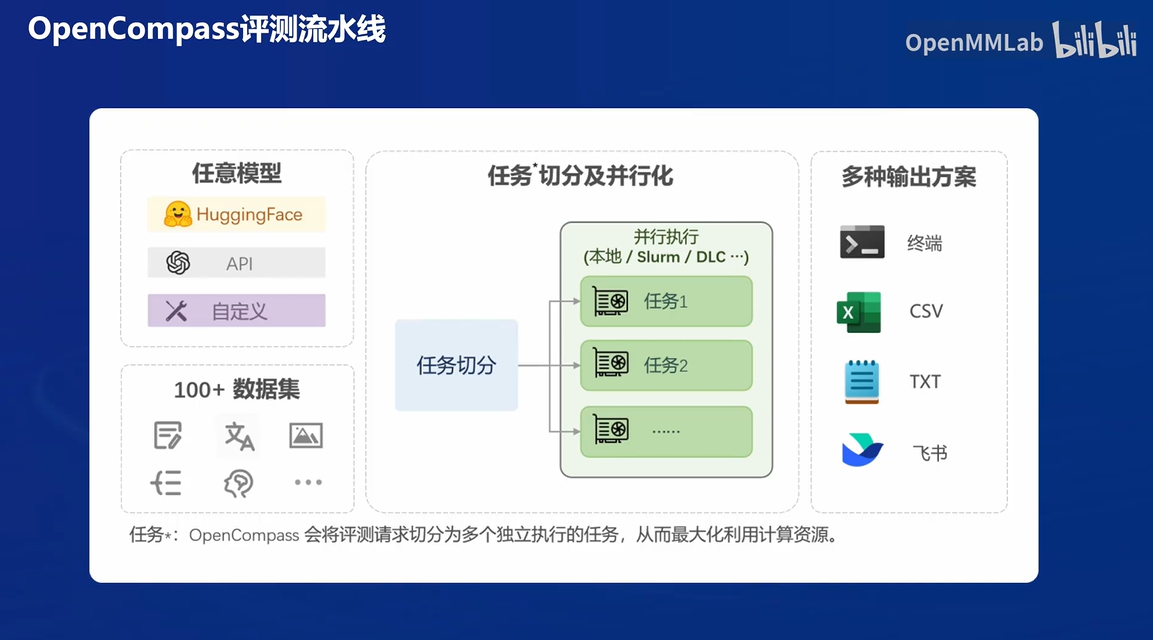 OpenCompass评测流水线
OpenMMLab bilibili
任意模型
HuggingFace
API
自定义
100+ 数据集
任务*切分及并行化
任务切分
并行执行
(本地 / Slurm / DLC ···)
任务1
任务2
······
多种输出方案
终端
CSV
TXT
飞书
任务*：OpenCompass 会将评测请求切分为多个独立执行的任务，从而最大化利用计算资源。